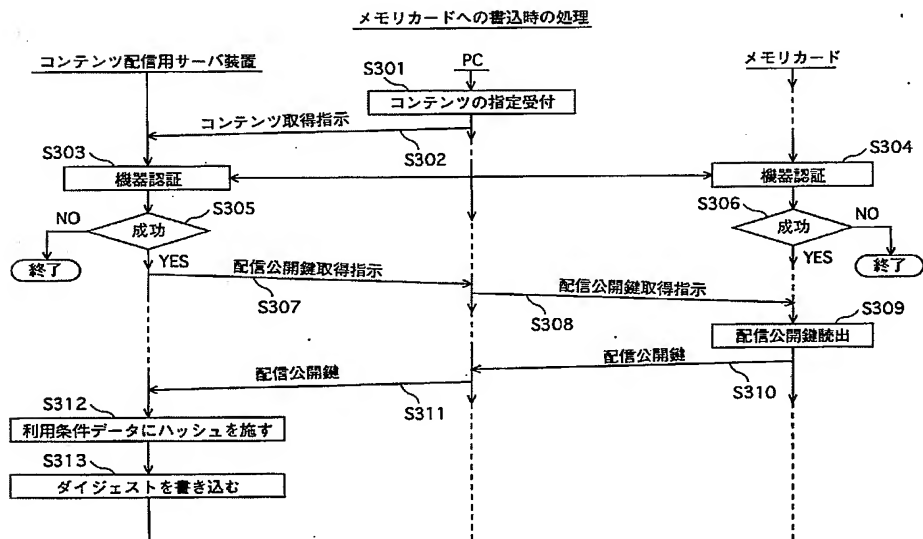 メモリカードへの書込時の処理
コンテンツ配信用サーバ装置
PC
メモリカード
S301
コンテンツの指定受付
コンテンツ取得指示
S302
S303
機器認証
S304
機器認証
S305
成功
NO
YES
終了
S306
成功
NO
YES
終了
配信公開鍵取得指示
S307
配信公開鍵取得指示
S308
S309
配信公開鍵読出
配信公開鍵
S310
配信公開鍵
S311
S312
利用条件データにハッシュを施す
S313
ダイジェストを書き込む